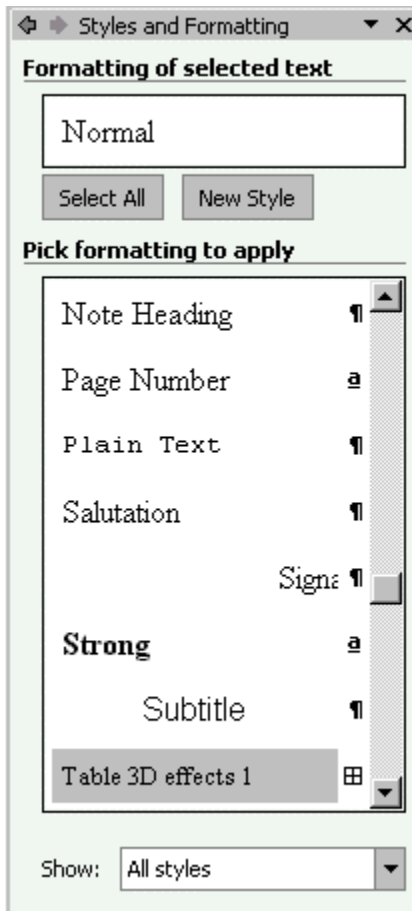 Styles and Formatting
Formatting of selected text
Normal
Select All New Style
Pick formatting to apply
Note Heading ¶
Page Number a
Plain Text ¶
Salutation ¶
Signa ¶
Strong a
Subtitle ¶
Table 3D effects 1
Show: All styles